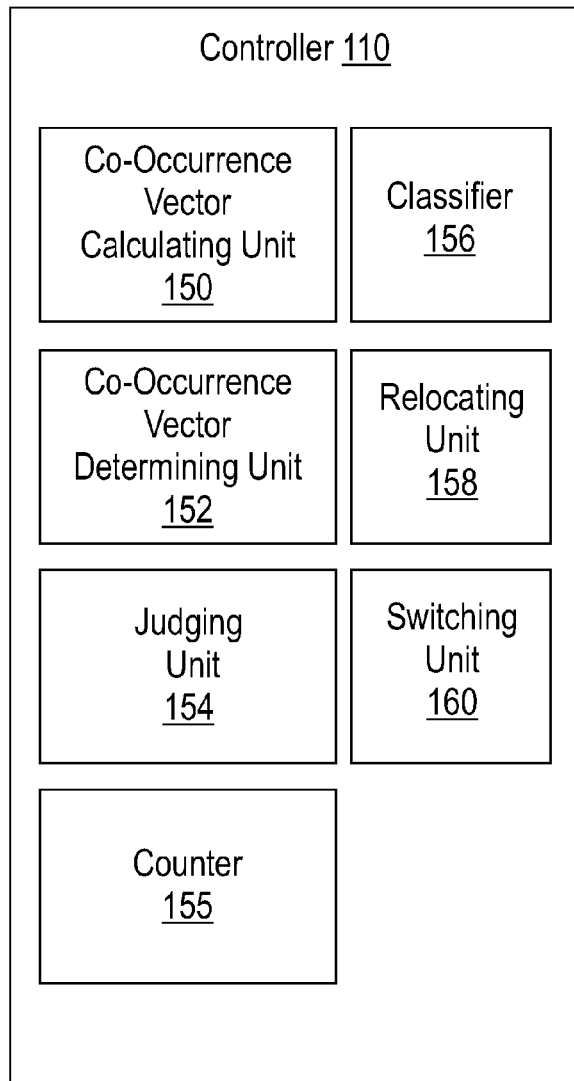 Controller 110
Co-Occurrence
Vector
Calculating Unit
150
Classifier
156
Co-Occurrence
Vector
Determining Unit
152
Relocating
Unit
158
Judging
Unit
154
Switching
Unit
160
Counter
155